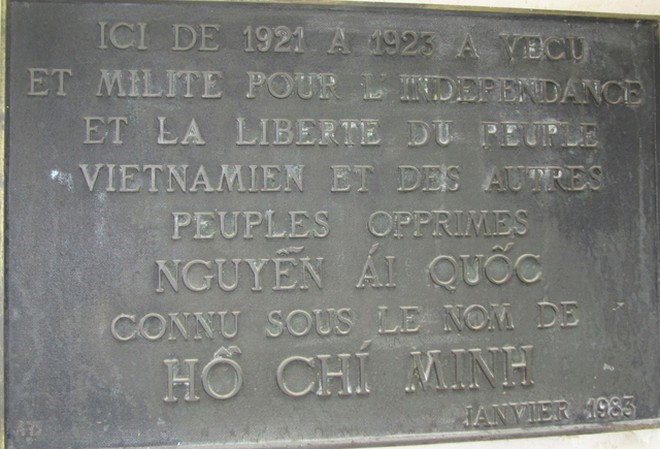 ICI DE 1921 A 1923 A VECU
ET MILITE POUR L'INDEPENDANCE
ET LA LIBERTE DU PEUPLE
VIETNAMIEN ET DES AUTRES
PEUPLES OPPRIMES
NGUYỄN ÁI QUỐC
CONNU SOUS LE NOM DE
HỒ CHÍ MINH
JANVIER 1983